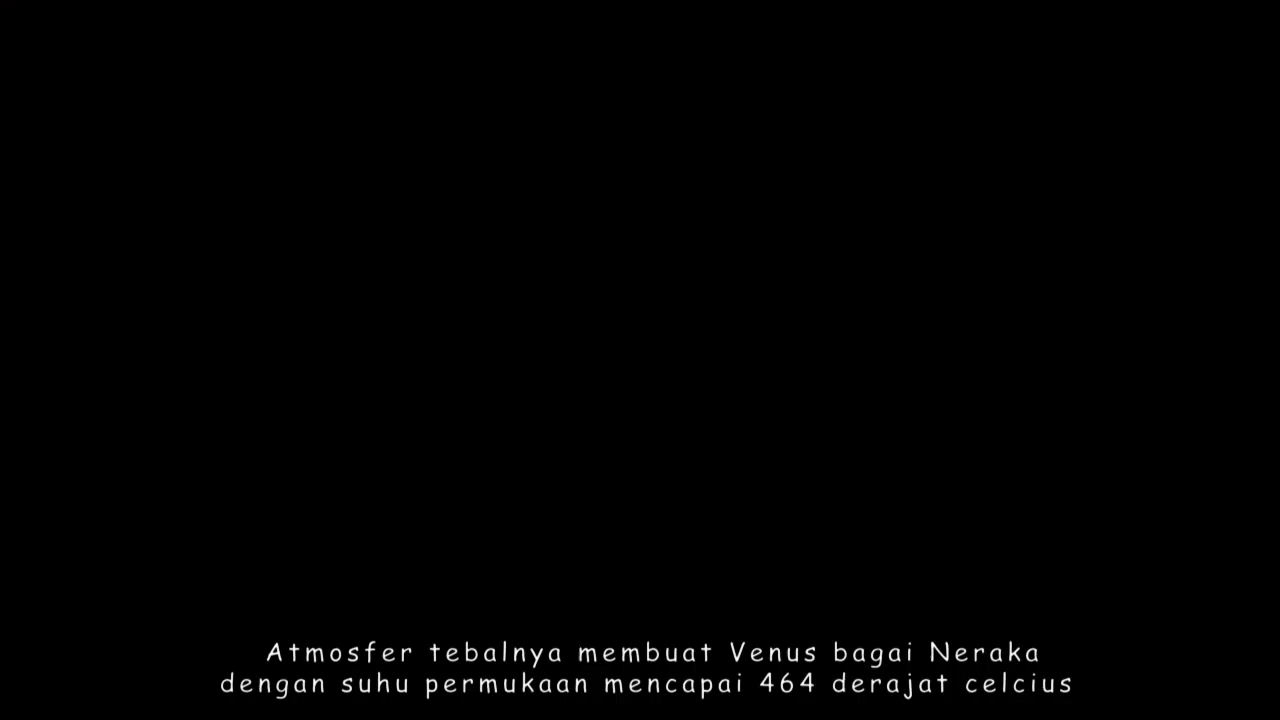 Atmosfer tebalnya membuat Venus bagai Neraka
dengan suhu permukaan mencapai 464 derajat celcius